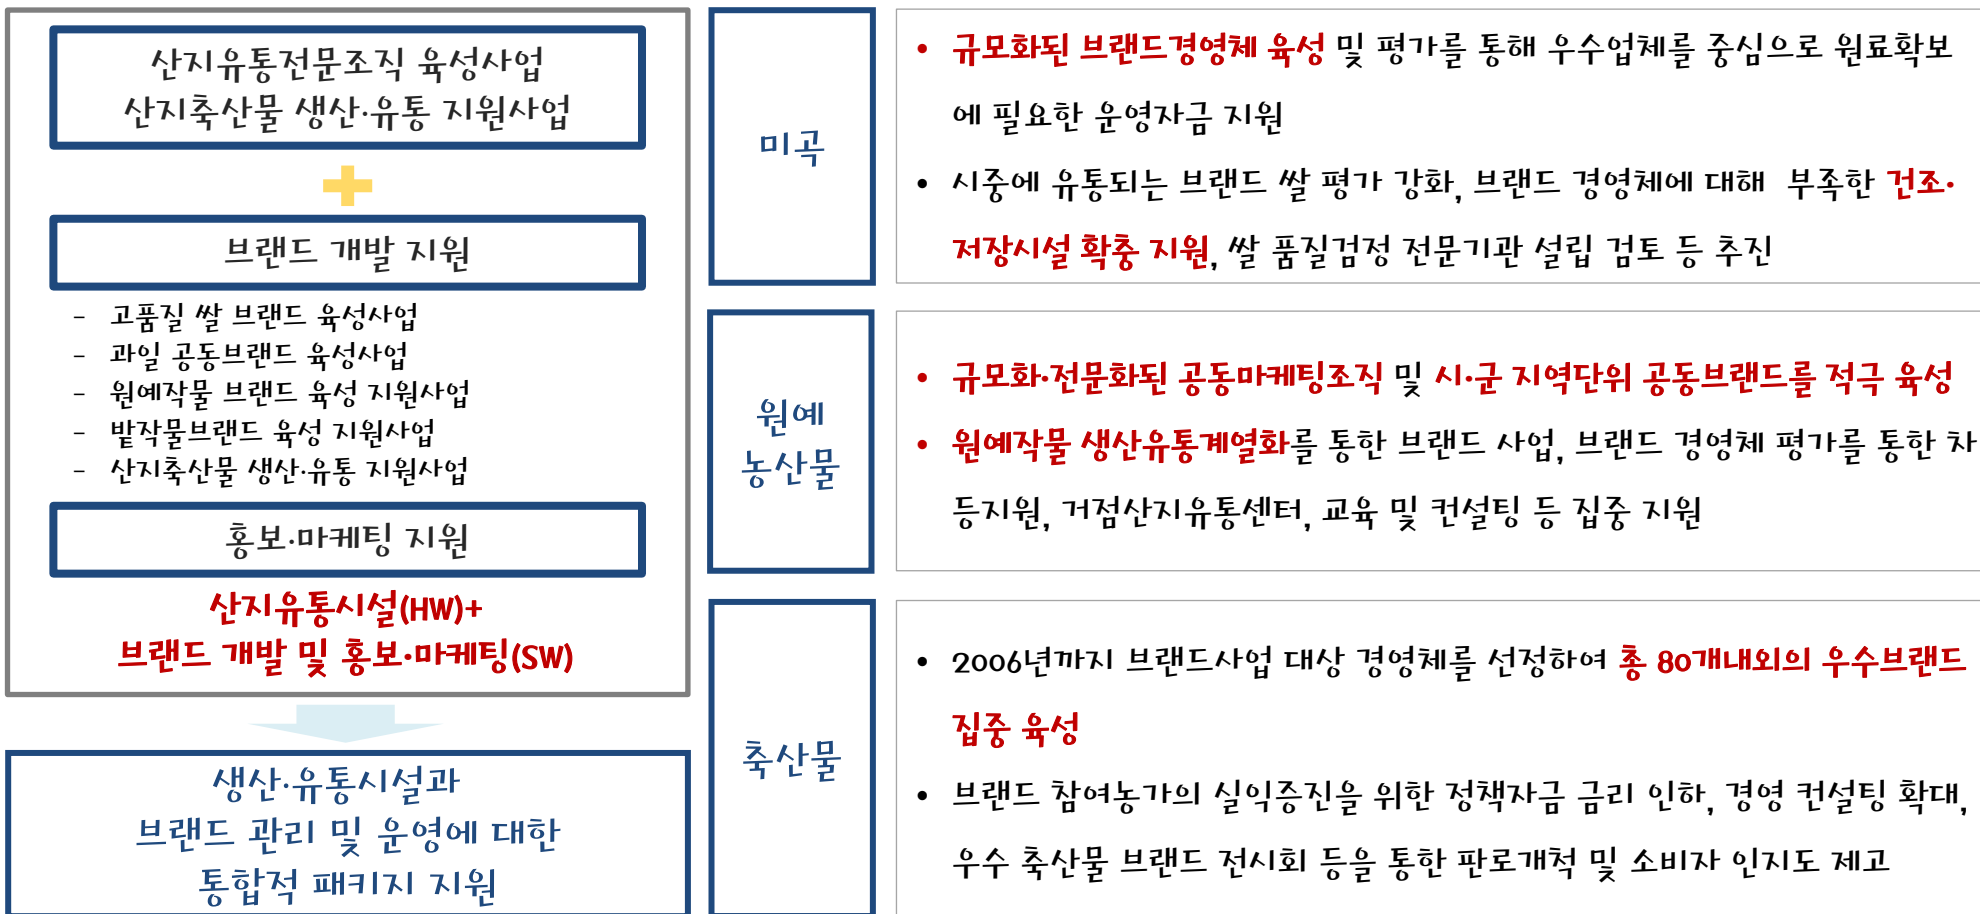 산지유통전문조직 육성사업
산지축산물 생산·유통 지원사업
브랜드 개발 지원
- 고품질 쌀 브랜드 육성사업
- 과일 공동브랜드 육성사업
- 원예작물 브랜드 육성 지원사업
- 밭작물브랜드 육성 지원사업
- 산지축산물 생산·유통 지원사업
홍보·마케팅 지원
산지유통시설(HW)+
브랜드 개발 및 홍보·마케팅(SW)
생산·유통시설과
브랜드 관리 및 운영에 대한
통합적 패키지 지원
미곡
• 규모화된 브랜드경영체 육성 및 평가를 통해 우수업체를 중심으로 원료확보
에 필요한 운영자금 지원
• 시중에 유통되는 브랜드 쌀 평가 강화, 브랜드 경영체에 대해 부족한 건조·
저장시설 확충 지원, 쌀 품질검정 전문기관 설립 검토 등 추진
원예
농산물
• 규모화·전문화된 공동마케팅조직 및 시·군 지역단위 공동브랜드를 적극 육성
• 원예작물 생산유통계열화를 통한 브랜드 사업, 브랜드 경영체 평가를 통한 차
등지원, 거점산지유통센터, 교육 및 컨설팅 등 집중 지원
축산물
• 2006년까지 브랜드사업 대상 경영체를 선정하여 총 80개내외의 우수브랜드
집중 육성
• 브랜드 참여농가의 실익증진을 위한 정책자금 금리 인하, 경영 컨설팅 확대,
우수 축산물 브랜드 전시회 등을 통한 판로개척 및 소비자 인지도 제고